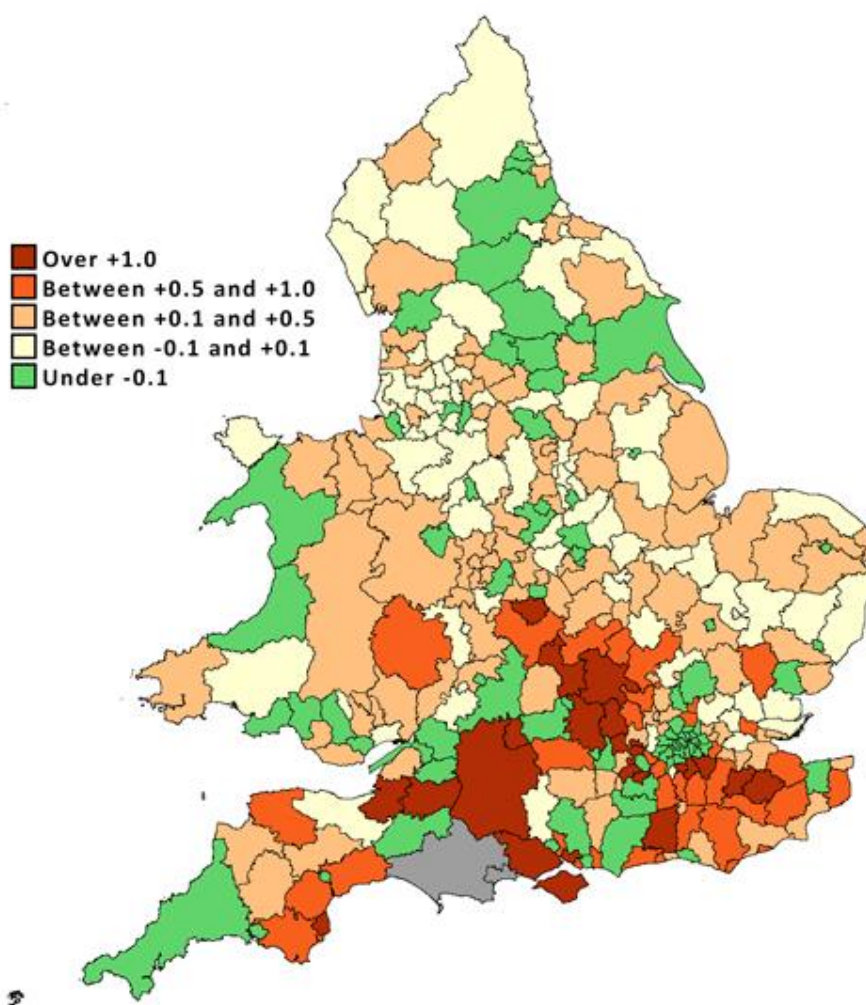 Over +1.0
Between +0.5 and +1.0
Between +0.1 and +0.5
Between -0.1 and +0.1
Under -0.1